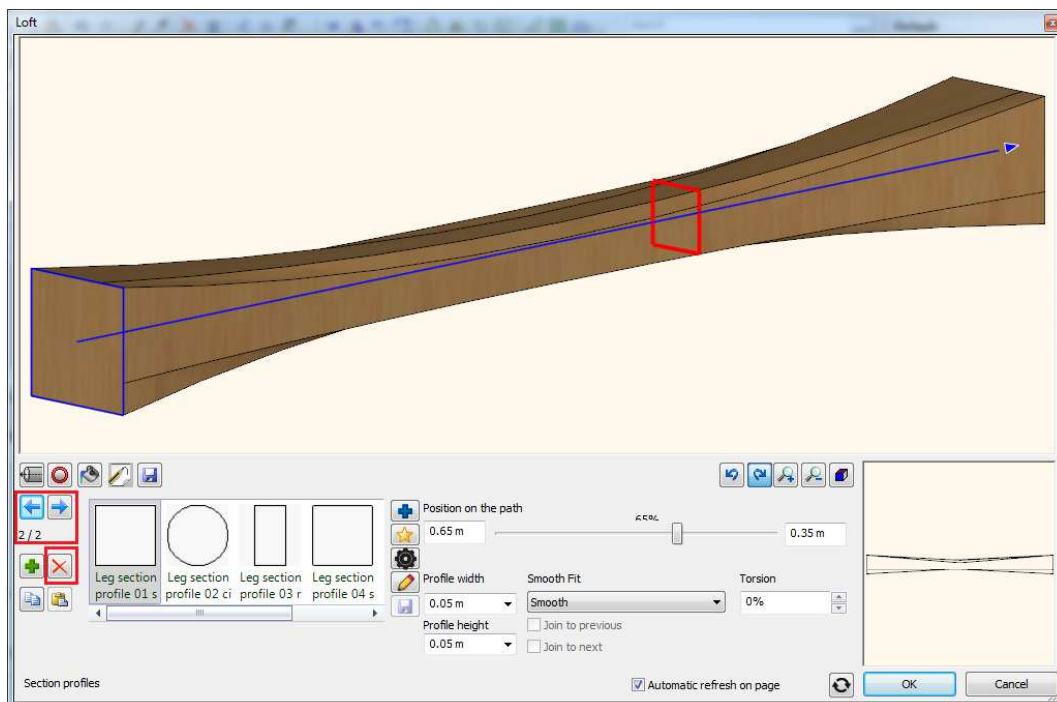 Loft
Default
2 / 2
Leg section profile 01 s
Leg section profile 02 ci
Leg section profile 03 r
Leg section profile 04 s
Position on the path
0.65 m
65%
0.35 m
Profile width
Smooth Fit
Torsion
0.05 m
Smooth
0%
Profile height
Join to previous
0.05 m
Join to next
Section profiles
Automatic refresh on page
OK
Cancel